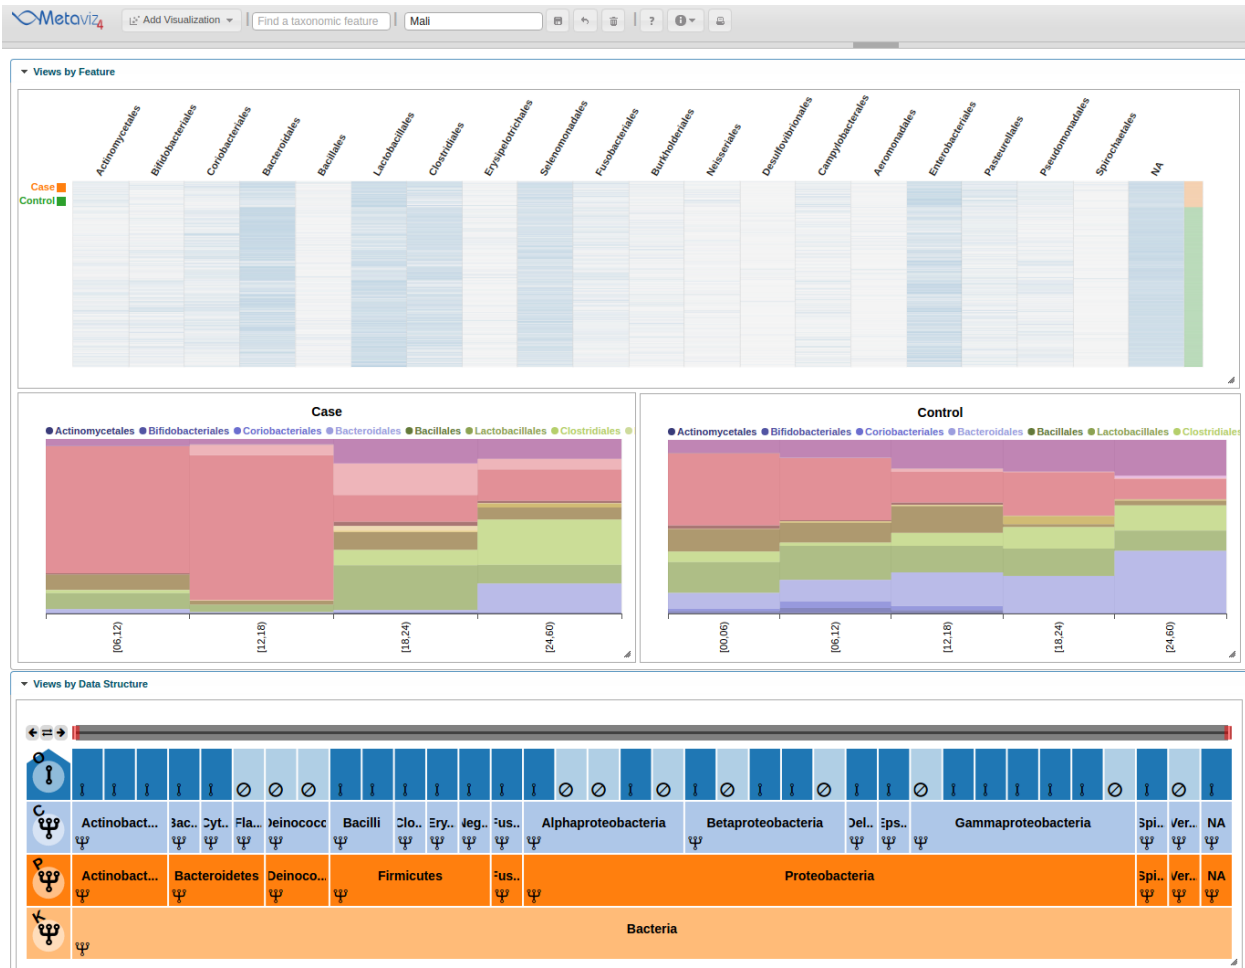 Metaviz4 Add Visualization Find a taxonomic feature Mali ?
Views by Feature
Actinomycetales Bifidobacteriales Coriobacteriales Bacteroidales Bacillales Lactobacillales Clostridiales Erysipelotrichales Selenomonadales Fusobacteriales Burkholderiales Neisseriales Desulfovibrionales Campylobacterales Aeromonadales Enterobacteriales Pasteurellales Pseudomonadales Spirochaetales NA
Case
Control
Case
Actinomycetales Bifidobacteriales Coriobacteriales Bacteroidales Bacillales Lactobacillales Clostridiales
[06,12) [12,18) [18,24) [24,60)
Control
Actinomycetales Bifidobacteriales Coriobacteriales Bacteroidales Bacillales Lactobacillales Clostridiales
[00,06) [06,12) [12,18) [18,24) [24,60)
Views by Data Structure
O
C Actinobact... Bac.. Cyt.. Fla... Deinococc Bacilli Clo... Ery.. Neg.. Fus.. Alphaproteobacteria Betaproteobacteria Del.. Eps.. Gammaproteobacteria Spi.. Ver... NA
P Actinobact... Bacteroidetes Deinoco... Firmicutes Fus.. Proteobacteria Spi.. Ver... NA
K Bacteria